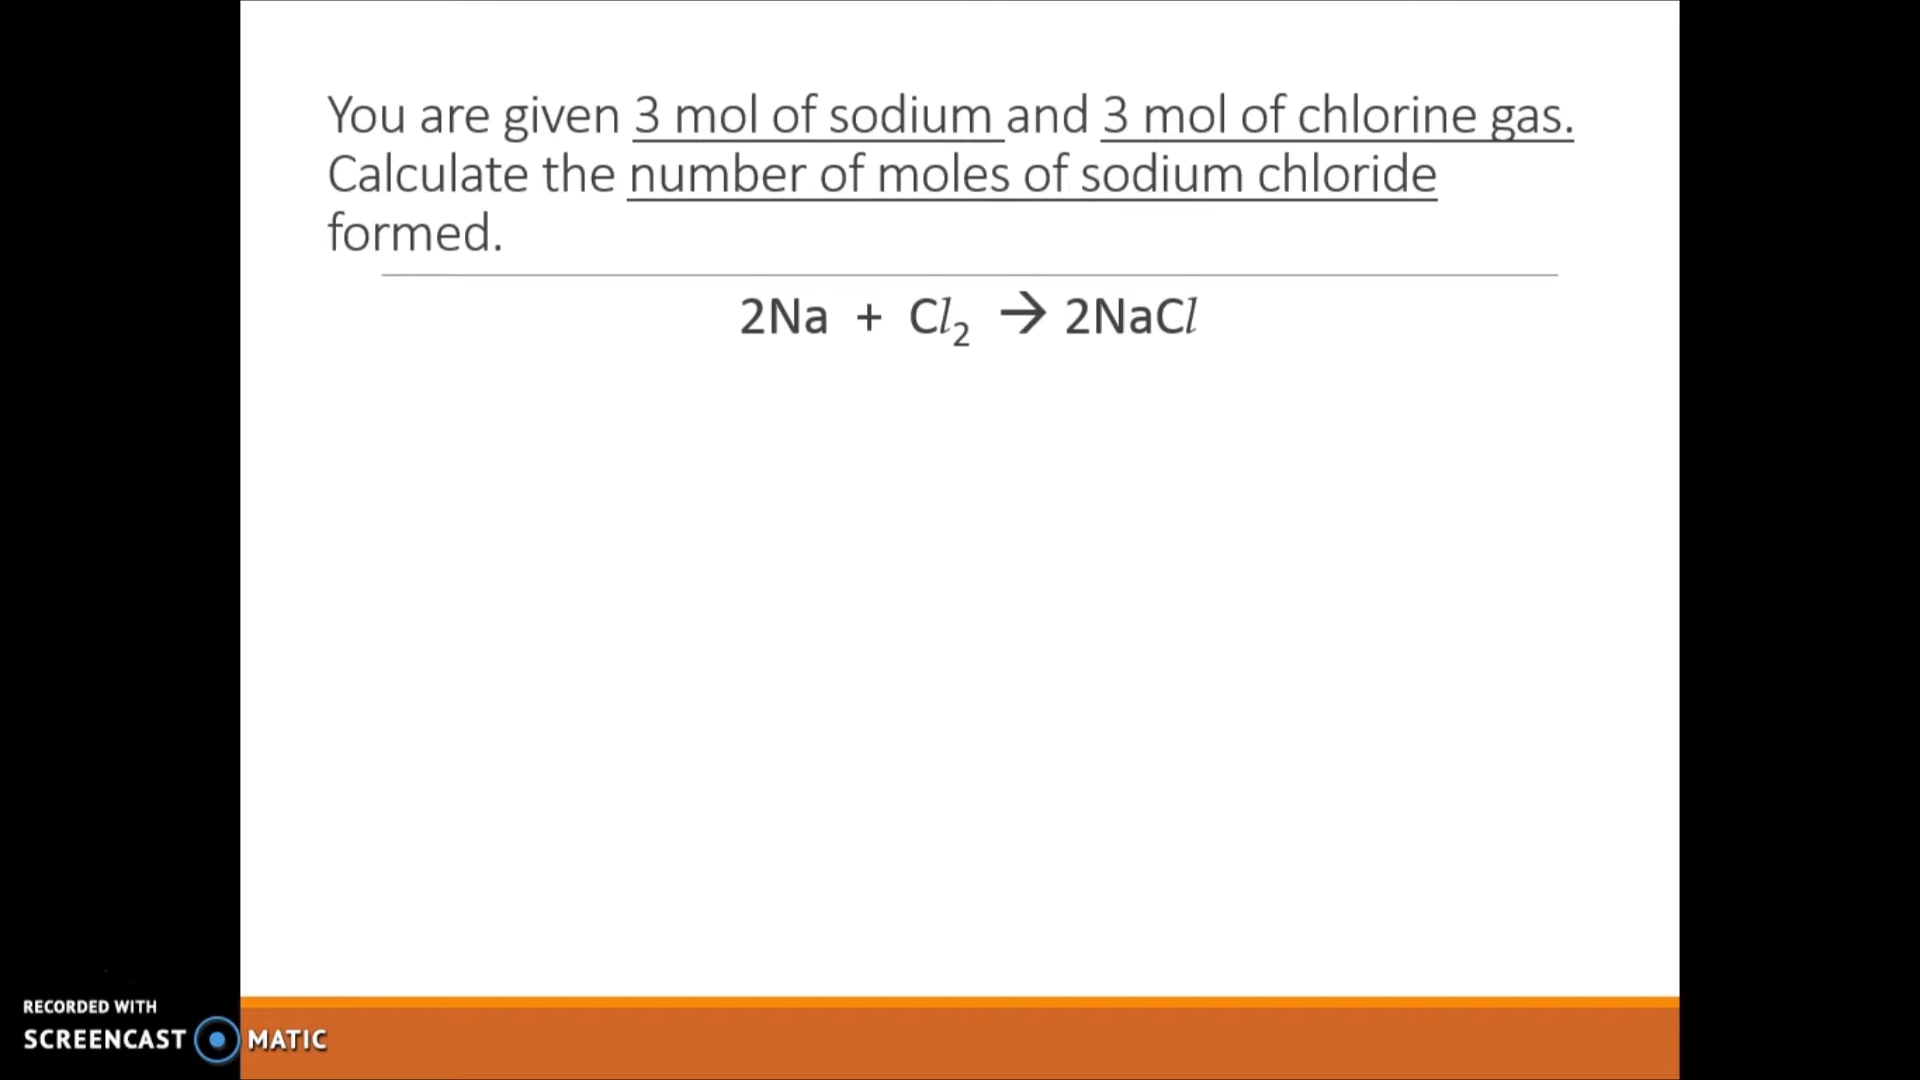 You are given 3 mol of sodium and 3 mol of chlorine gas.
Calculate the number of moles of sodium chloride
formed.
2Na + Cl₂ → 2NaCl
RECORDED WITH
SCREENCAST MATIC